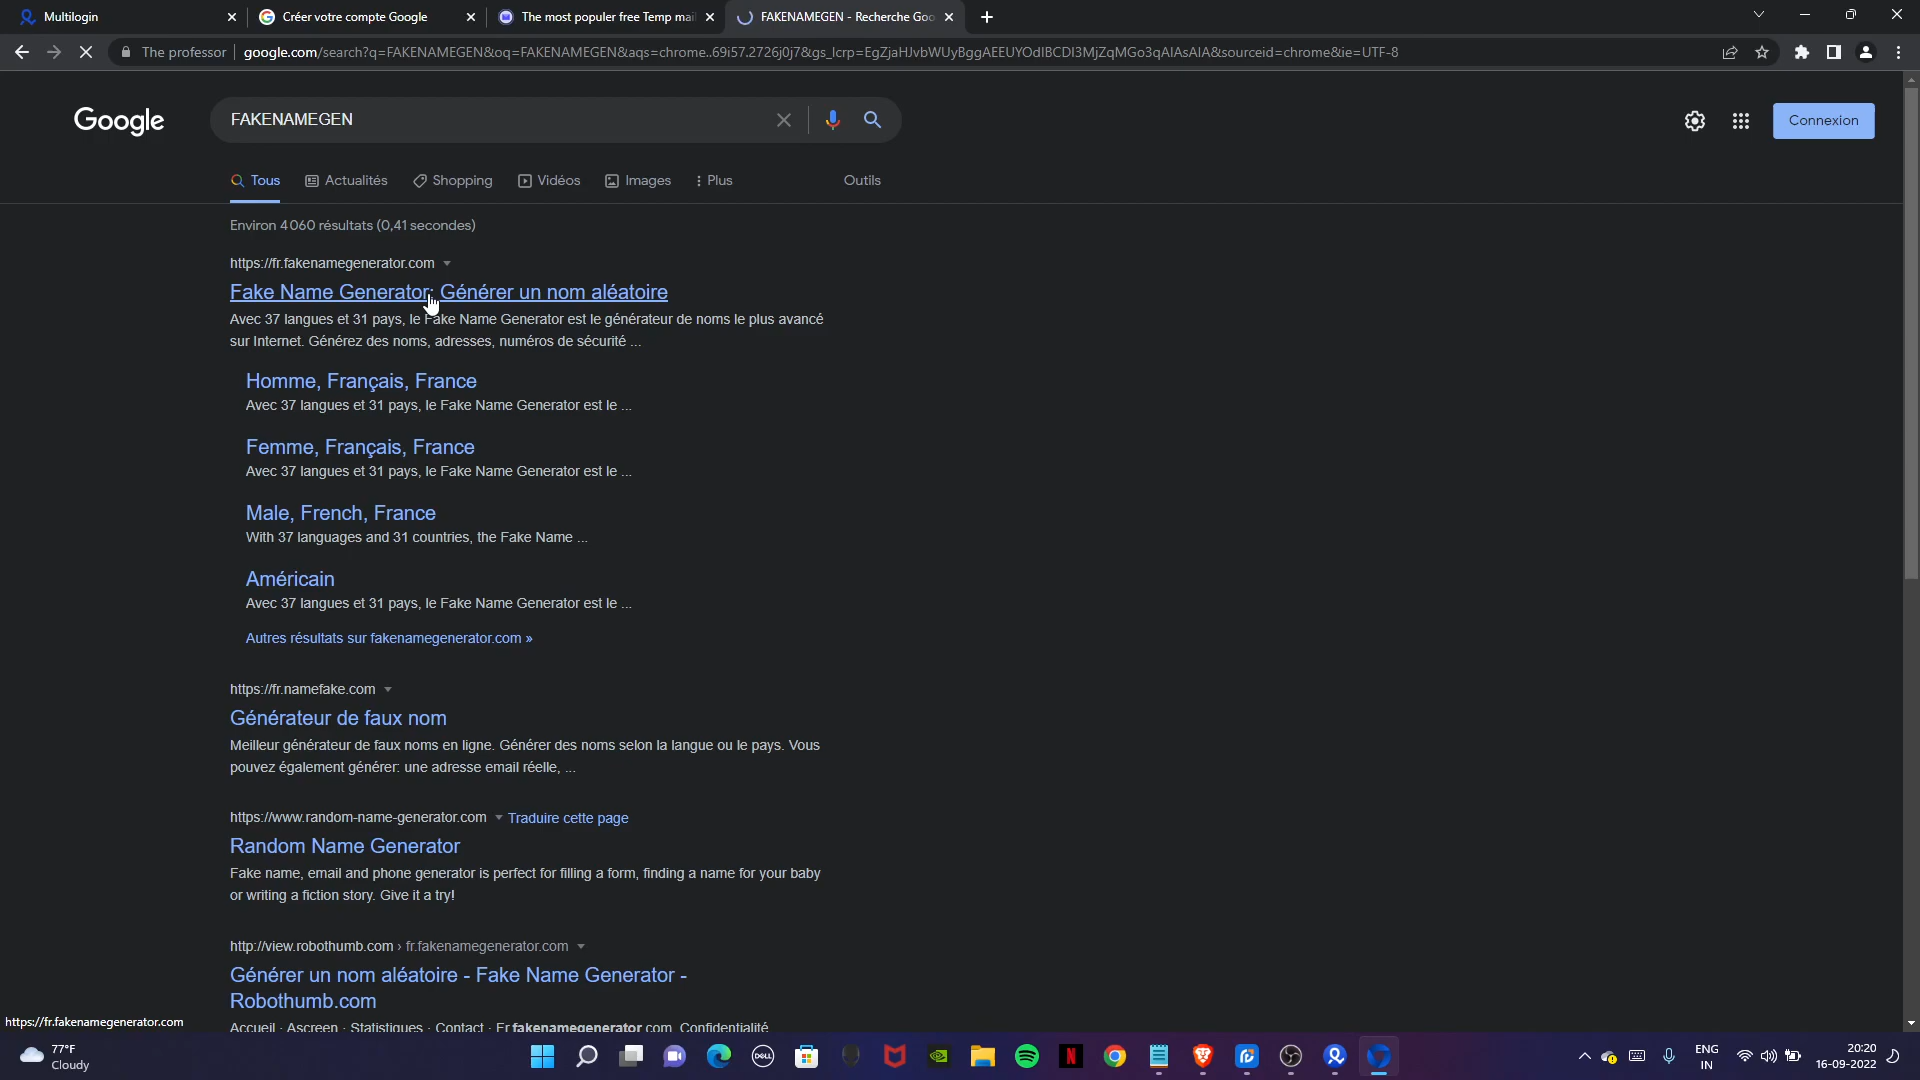 Multilogin
Créer votre compte Google
The most populer free Temp mai
FAKENAMEGEN - Recherche Goo
The professor
google.com/search?q=FAKENAMEGEN&oq=FAKENAMEGEN&aqs=chrome..69i57.2726j0j7&gs_lcrp=EgZjaHJvbWUyBggAEEUYOdIBCDI3MjZqMGo3qAIAsAIA&sourceid=chrome&ie=UTF-8
Google
FAKENAMEGEN
Connexion
Tous
Actualités
Shopping
Vidéos
Images
Plus
Outils
Environ 4 060 résultats (0,41 secondes)
https://fr.fakenamegenerator.com
Fake Name Generator: Générer un nom aléatoire
Avec 37 langues et 31 pays, le Fake Name Generator est le générateur de noms le plus avancé
sur Internet. Générez des noms, adresses, numéros de sécurité ...
Homme, Français, France
Avec 37 langues et 31 pays, le Fake Name Generator est le ...
Femme, Français, France
Avec 37 langues et 31 pays, le Fake Name Generator est le ...
Male, French, France
With 37 languages and 31 countries, the Fake Name ...
Américain
Avec 37 langues et 31 pays, le Fake Name Generator est le ...
Autres résultats sur fakenamegenerator.com »
https://fr.namefake.com
Générateur de faux nom
Meilleur générateur de faux noms en ligne. Générer des noms selon la langue ou le pays. Vous
pouvez également générer: une adresse email réelle, ...
https://www.random-name-generator.com
Traduire cette page
Random Name Generator
Fake name, email and phone generator is perfect for filling a form, finding a name for your baby
or writing a fiction story. Give it a try!
http://view.robothumb.com › fr.fakenamegenerator.com
Générer un nom aléatoire - Fake Name Generator -
Robothumb.com
Accueil · Ascreen · Statistiques · Contact · Fr.fakenamegenerator.com. Confidentialité
https://fr.fakenamegenerator.com
77°F
Cloudy
DELL
N
ENG
IN
20:20
16-09-2022